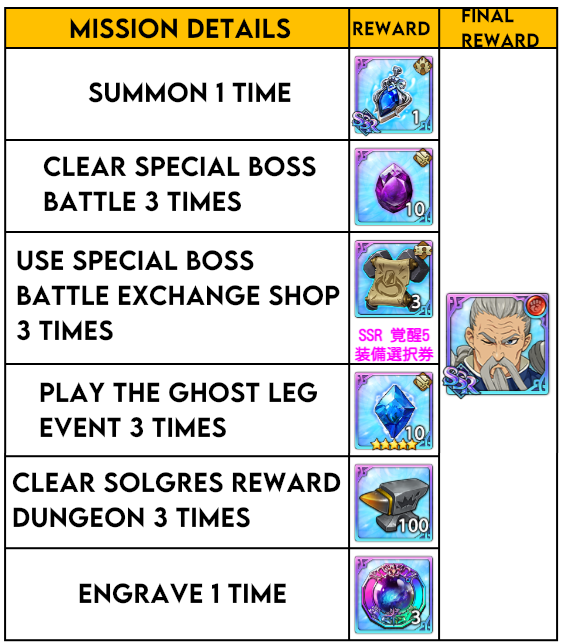 MISSION DETAILS
REWARD
FINAL
REWARD
SUMMON 1 TIME
SSR
1
CLEAR SPECIAL BOSS
BATTLE 3 TIMES
10
USE SPECIAL BOSS
BATTLE EXCHANGE SHOP
3 TIMES
3
SSR 覚醒5
装備選択券
SSR
PLAY THE GHOST LEG
EVENT 3 TIMES
10
CLEAR SOLGRES REWARD
DUNGEON 3 TIMES
100
ENGRAVE 1 TIME
3